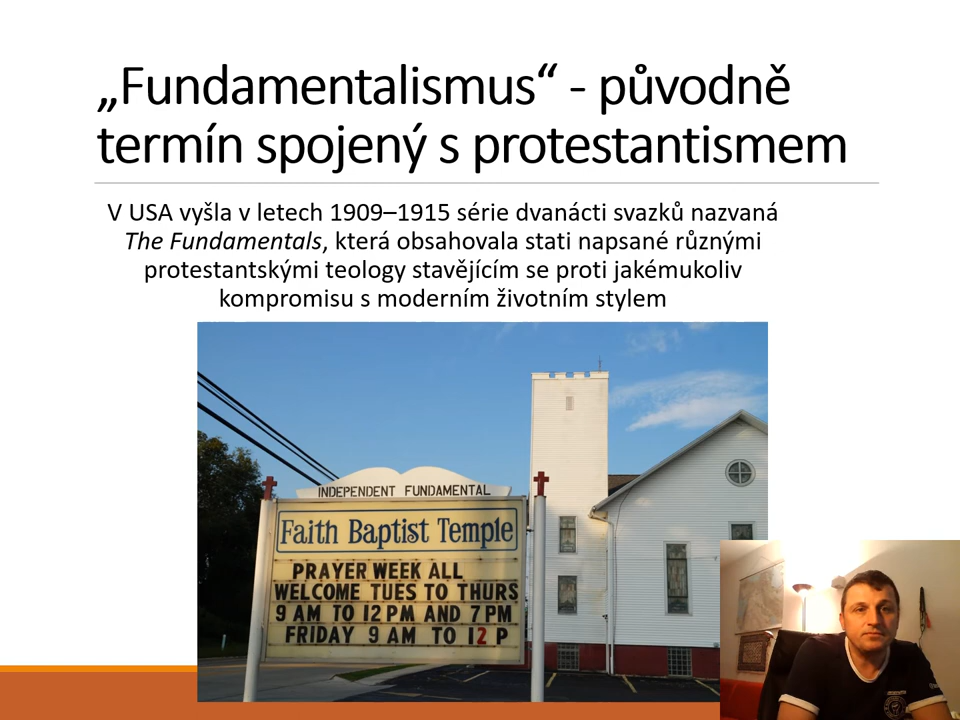 „Fundamentalismus“ - původně
termín spojený s protestantismem
V USA vyšla v letech 1909–1915 série dvanácti svazků nazvaná
The Fundamentals, která obsahovala stati napsané různými
protestantskými teology stavějícím se proti jakémukoliv
kompromisu s moderním životním stylem
INDEPENDENT FUNDAMENTAL
Faith Baptist Temple
PRAYER WEEK ALL
WELCOME TUES TO THURS
9 AM TO 12 PM AND 7 PM
FRIDAY 9 AM TO 12 P